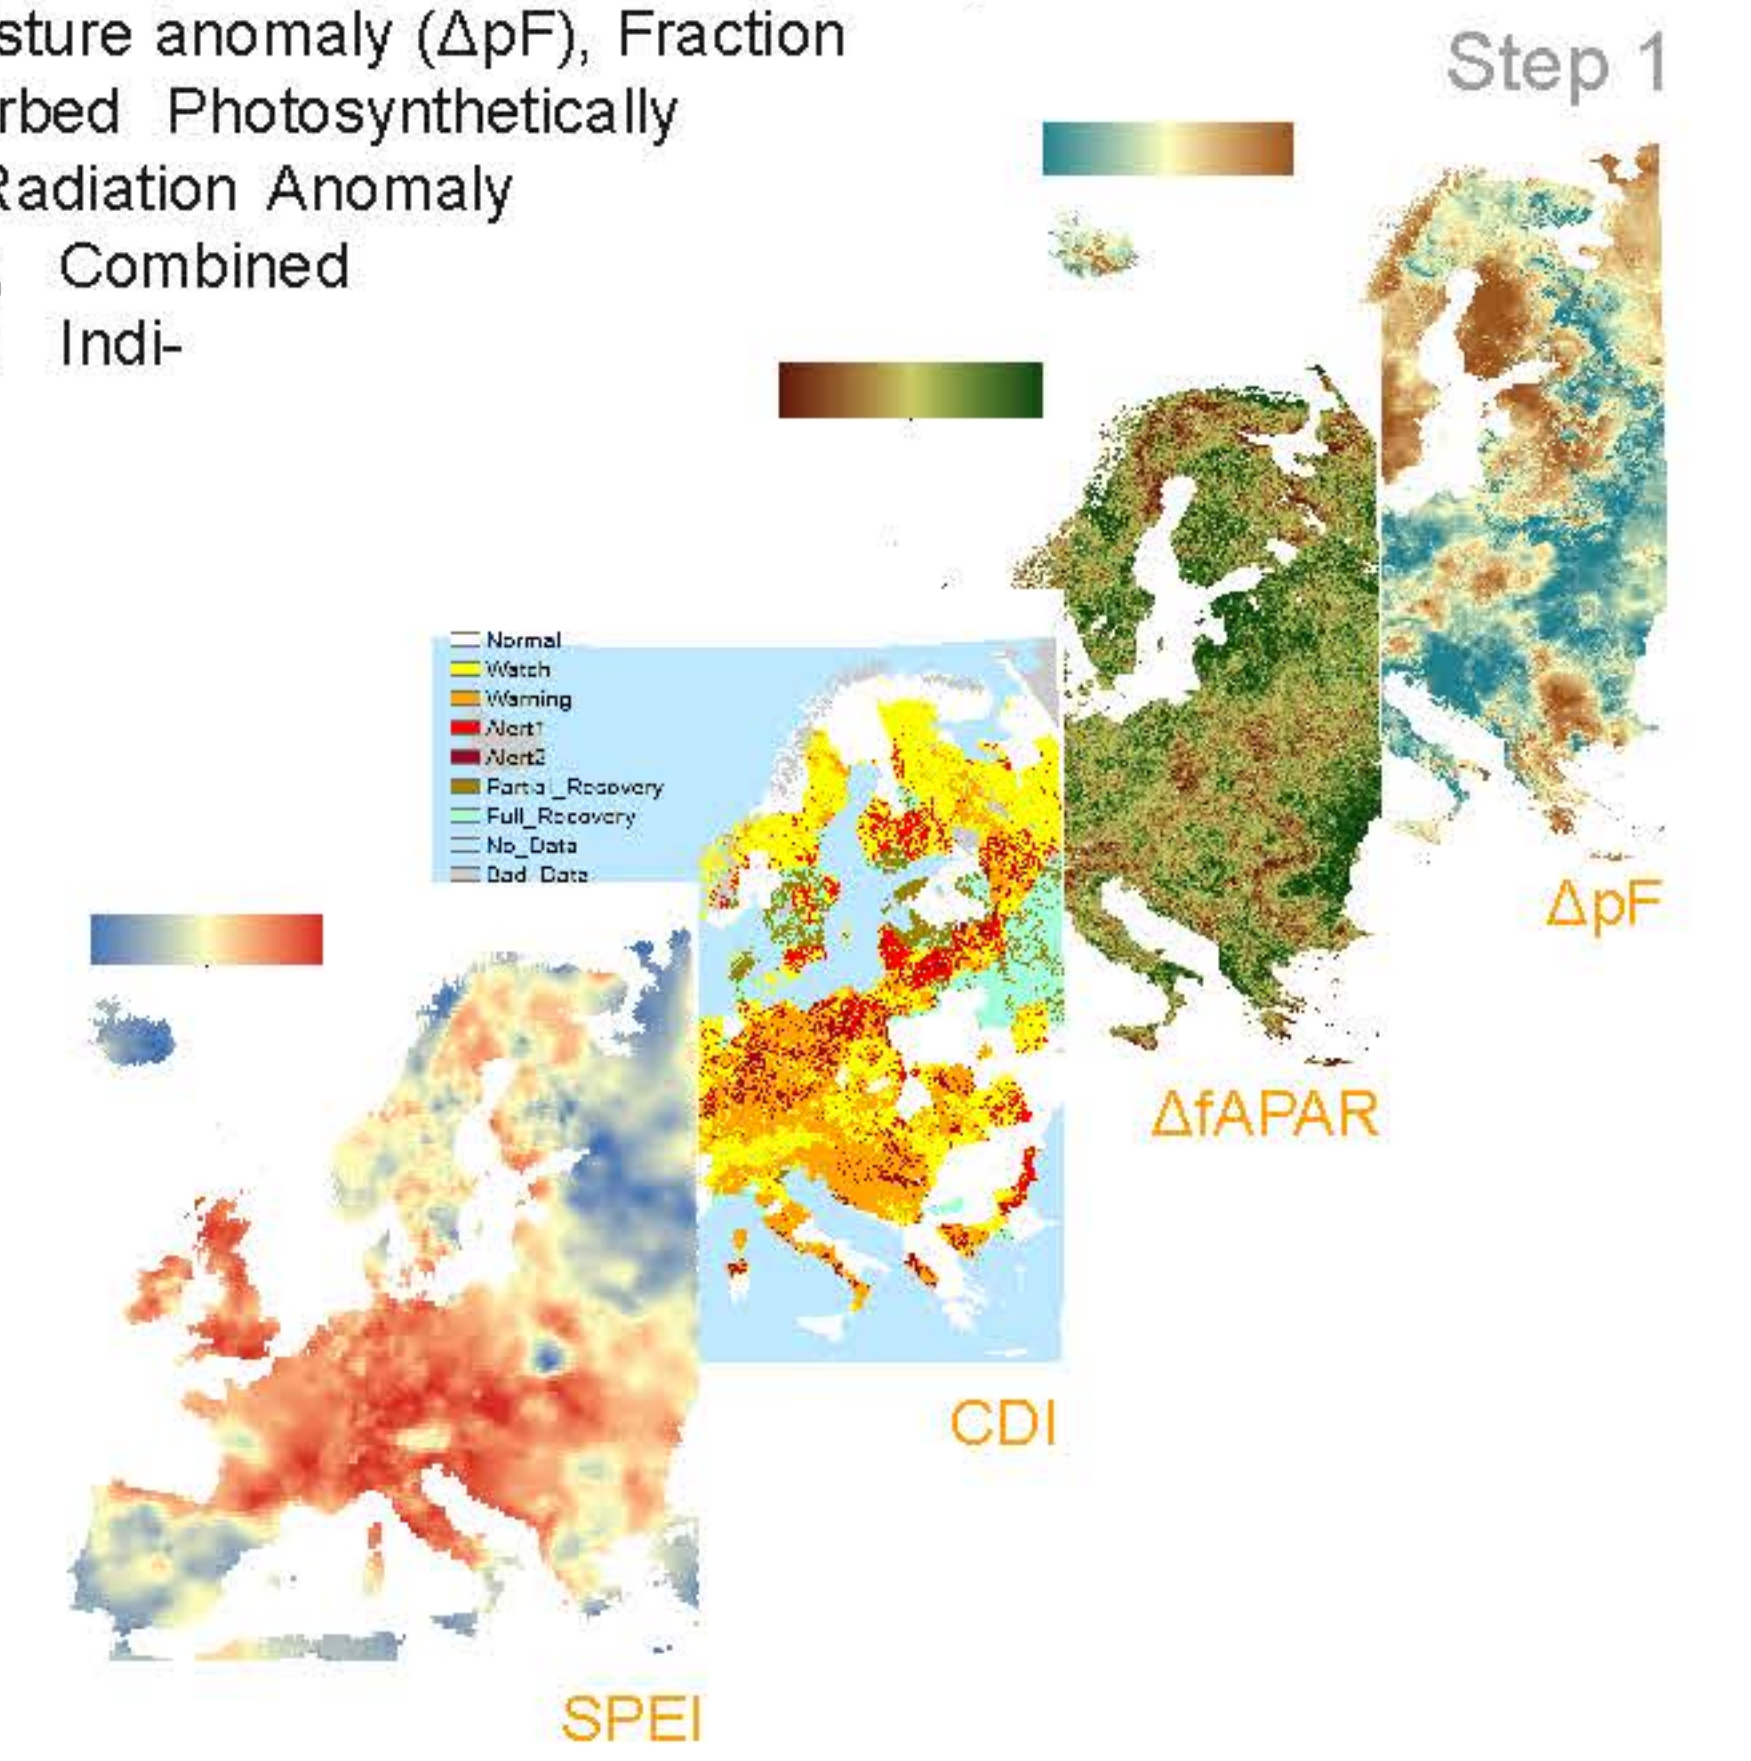 sture anomaly (ΔpF), Fraction
rbed Photosynthetically
Radiation Anomaly
Combined
Indi-
Step 1
Normal
Watch
Warning
Alert1
Alert2
Partial_Recovery
Full_Recovery
No_Data
Bad_Data
ΔpF
ΔfAPAR
CDI
SPEI